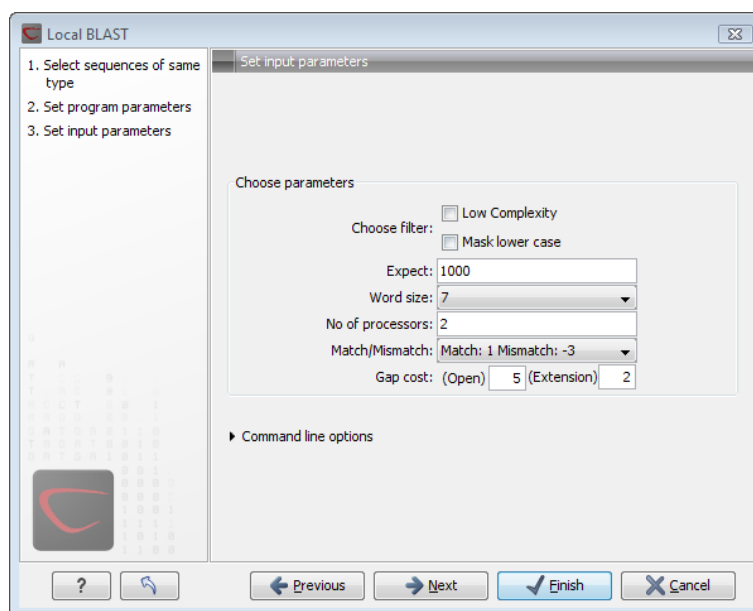 Local BLAST
1. Select sequences of same
type
2. Set program parameters
3. Set input parameters
Set input parameters
Choose parameters
Choose filter:
Low Complexity
Mask lower case
Expect: 1000
Word size: 7
No of processors: 2
Match/Mismatch: Match: 1 Mismatch: -3
Gap cost: (Open) 5 (Extension) 2
Command line options
? Previous Next Finish Cancel